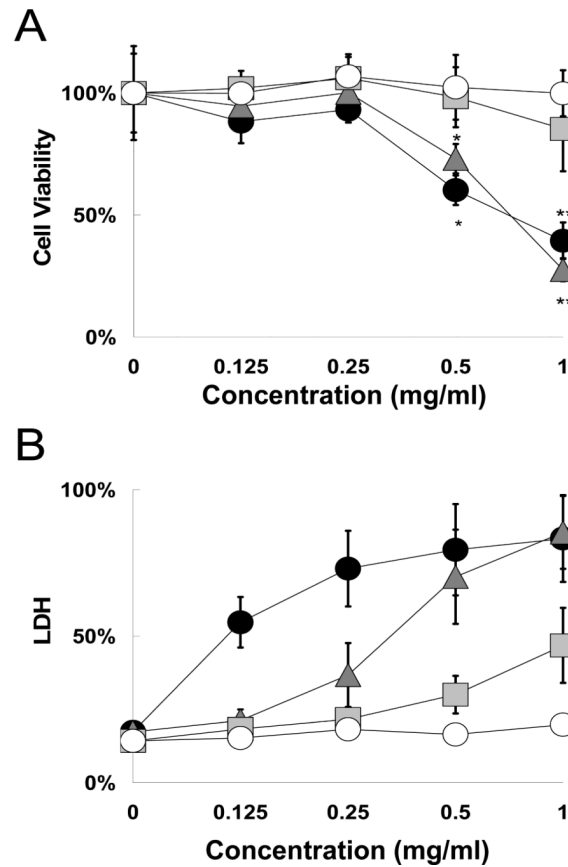 A
100%
50%
0%
Cell Viability
*
*
**
**
0 0.125 0.25 0.5 1
Concentration (mg/ml)
B
100%
50%
0%
LDH
0 0.125 0.25 0.5 1
Concentration (mg/ml)